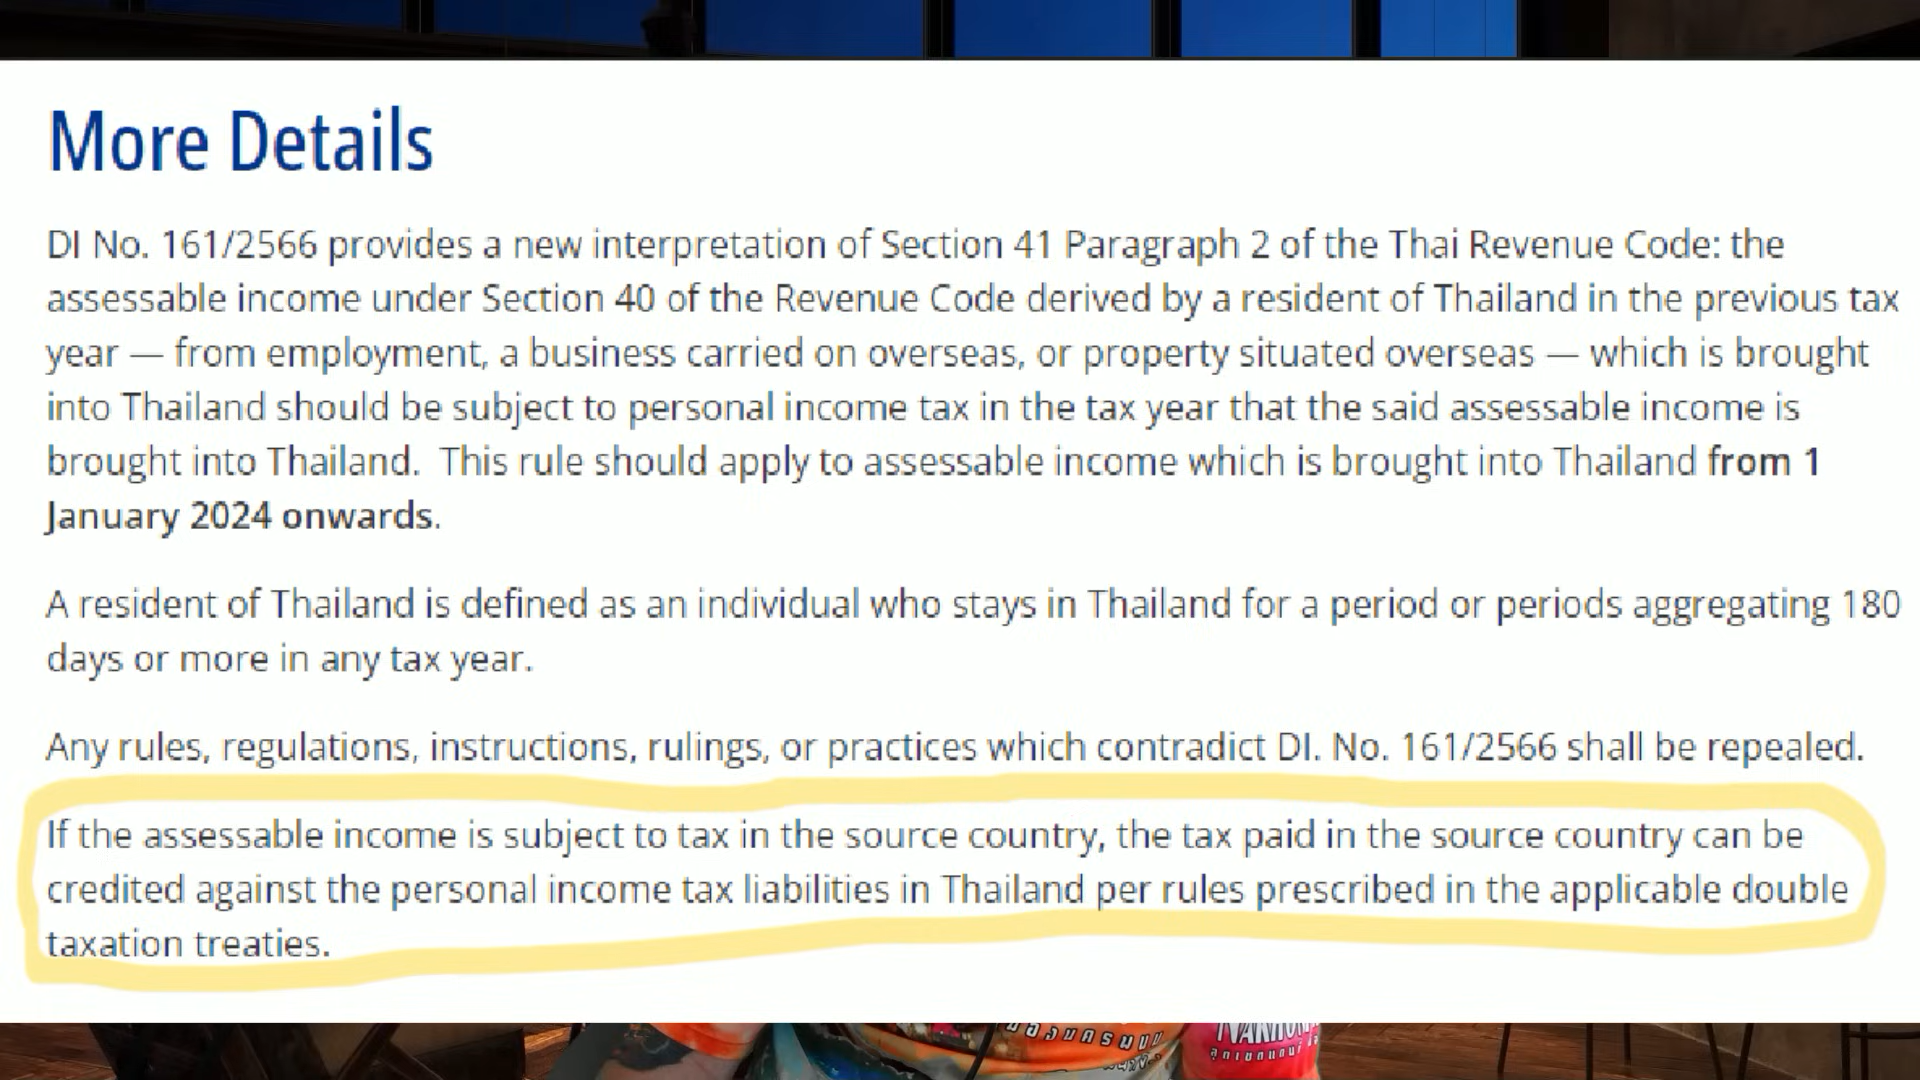 More Details
DI No. 161/2566 provides a new interpretation of Section 41 Paragraph 2 of the Thai Revenue Code: the
assessable income under Section 40 of the Revenue Code derived by a resident of Thailand in the previous tax
year — from employment, a business carried on overseas, or property situated overseas — which is brought
into Thailand should be subject to personal income tax in the tax year that the said assessable income is
brought into Thailand.  This rule should apply to assessable income which is brought into Thailand from 1
January 2024 onwards.
A resident of Thailand is defined as an individual who stays in Thailand for a period or periods aggregating 180
days or more in any tax year.
Any rules, regulations, instructions, rulings, or practices which contradict DI. No. 161/2566 shall be repealed.
If the assessable income is subject to tax in the source country, the tax paid in the source country can be
credited against the personal income tax liabilities in Thailand per rules prescribed in the applicable double
taxation treaties.